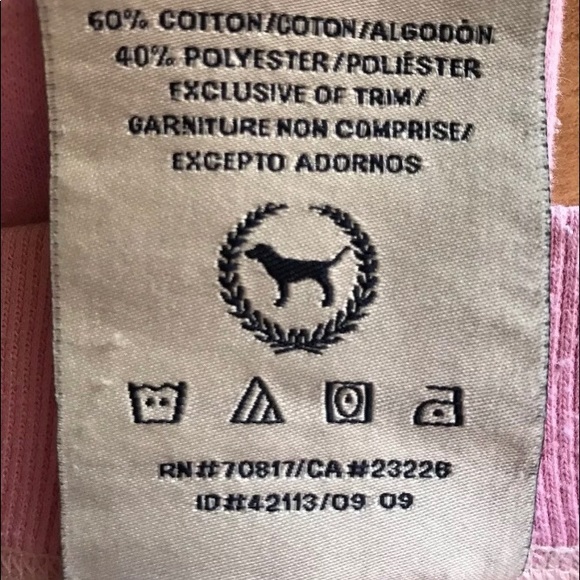 60% COTTON/COTON/ALGODÓN
40% POLYESTER/POLIÉSTER
EXCLUSIVE OF TRIM/
GARNITURE NON COMPRISE/
EXCEPTO ADORNOS
RN#70817/CA#23226
ID#42113/09 09